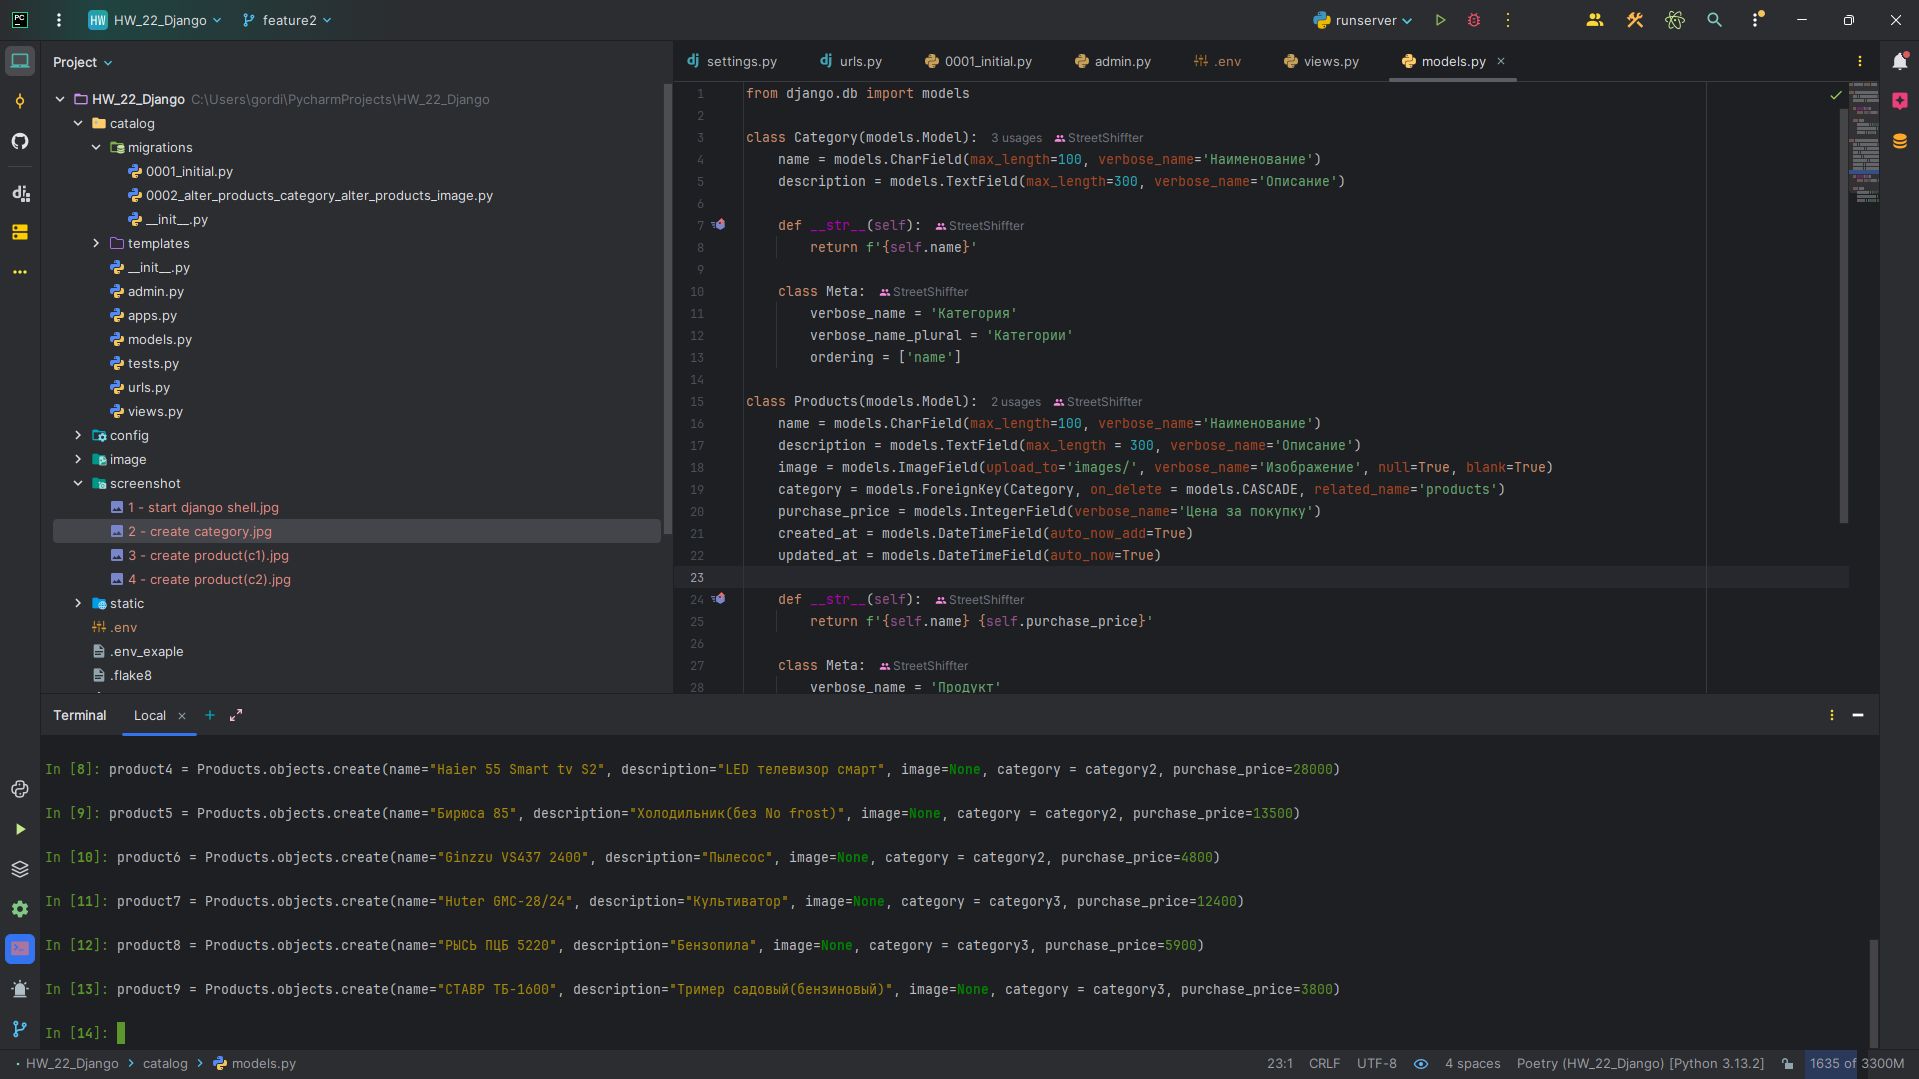 HW HW_22_Django feature2 runserver
Project
HW_22_Django C:\Users\gordi\PycharmProjects\HW_22_Django
catalog
migrations
0001_initial.py
0002_alter_products_category_alter_products_image.py
__init__.py
templates
__init__.py
admin.py
apps.py
models.py
tests.py
urls.py
views.py
config
image
screenshot
1 - start django shell.jpg
2 - create category.jpg
3 - create product(c1).jpg
4 - create product(c2).jpg
static
.env
.env_exaple
.flake8
settings.py urls.py 0001_initial.py admin.py .env views.py models.py
1 from django.db import models
2
3 class Category(models.Model): 3 usages StreetShiffter
4 name = models.CharField(max_length=100, verbose_name='Наименование')
5 description = models.TextField(max_length=300, verbose_name='Описание')
6
7 def __str__(self): StreetShiffter
8 return f'{self.name}'
9
10 class Meta: StreetShiffter
11 verbose_name = 'Категория'
12 verbose_name_plural = 'Категории'
13 ordering = ['name']
14
15 class Products(models.Model): 2 usages StreetShiffter
16 name = models.CharField(max_length=100, verbose_name='Наименование')
17 description = models.TextField(max_length = 300, verbose_name='Описание')
18 image = models.ImageField(upload_to='images/', verbose_name='Изображение', null=True, blank=True)
19 category = models.ForeignKey(Category, on_delete = models.CASCADE, related_name='products')
20 purchase_price = models.IntegerField(verbose_name='Цена за покупку')
21 created_at = models.DateTimeField(auto_now_add=True)
22 updated_at = models.DateTimeField(auto_now=True)
23
24 def __str__(self): StreetShiffter
25 return f'{self.name} {self.purchase_price}'
26
27 class Meta: StreetShiffter
28 verbose_name = 'Продукт'
Terminal Local
In [8]: product4 = Products.objects.create(name="Haier 55 Smart tv S2", description="LED телевизор смарт", image=None, category = category2, purchase_price=28000)
In [9]: product5 = Products.objects.create(name="Бирюса 85", description="Холодильник(без No frost)", image=None, category = category2, purchase_price=13500)
In [10]: product6 = Products.objects.create(name="Ginzzu VS437 2400", description="Пылесос", image=None, category = category2, purchase_price=4800)
In [11]: product7 = Products.objects.create(name="Huter GMC-28/24", description="Культиватор", image=None, category = category3, purchase_price=12400)
In [12]: product8 = Products.objects.create(name="РЫСЬ ПЦБ 5220", description="Бензопила", image=None, category = category3, purchase_price=5900)
In [13]: product9 = Products.objects.create(name="СТАВР ТБ-1600", description="Тример садовый(бензиновый)", image=None, category = category3, purchase_price=3800)
In [14]:
HW_22_Django > catalog > models.py 23:1 CRLF UTF-8 4 spaces Poetry (HW_22_Django) [Python 3.13.2] 1635 of 3300M